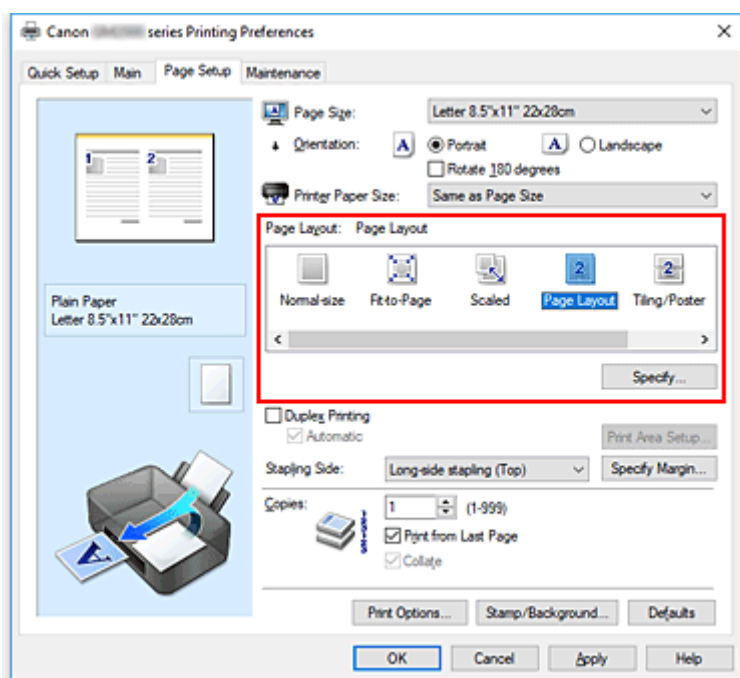 Canon series Printing Preferences
Quick Setup Main Page Setup Maintenance
Page Size: Letter 8.5"x11" 22x28cm
Orientation: A Portrait A Landscape
Rotate 180 degrees
Printer Paper Size: Same as Page Size
Page Layout: Page Layout
1 2
2 2
Normal-size Fit-to-Page Scaled Page Layout Tiling/Poster
Plain Paper
Letter 8.5"x11" 22x28cm
Specify...
Duplex Printing
Automatic
Print Area Setup...
Stapling Side: Long-side stapling (Top) Specify Margin...
Copies: 1 (1-999)
Print from Last Page
Collate
A
Print Options... Stamp/Background... Defaults
OK Cancel Apply Help